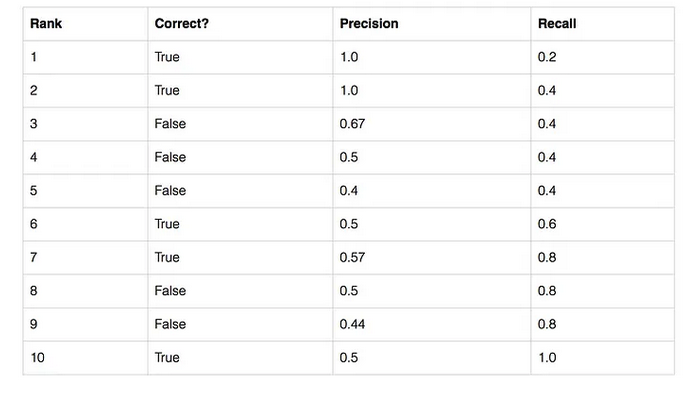 Rank Correct? Precision Recall
1 True 1.0 0.2
2 True 1.0 0.4
3 False 0.67 0.4
4 False 0.5 0.4
5 False 0.4 0.4
6 True 0.5 0.6
7 True 0.57 0.8
8 False 0.5 0.8
9 False 0.44 0.8
10 True 0.5 1.0